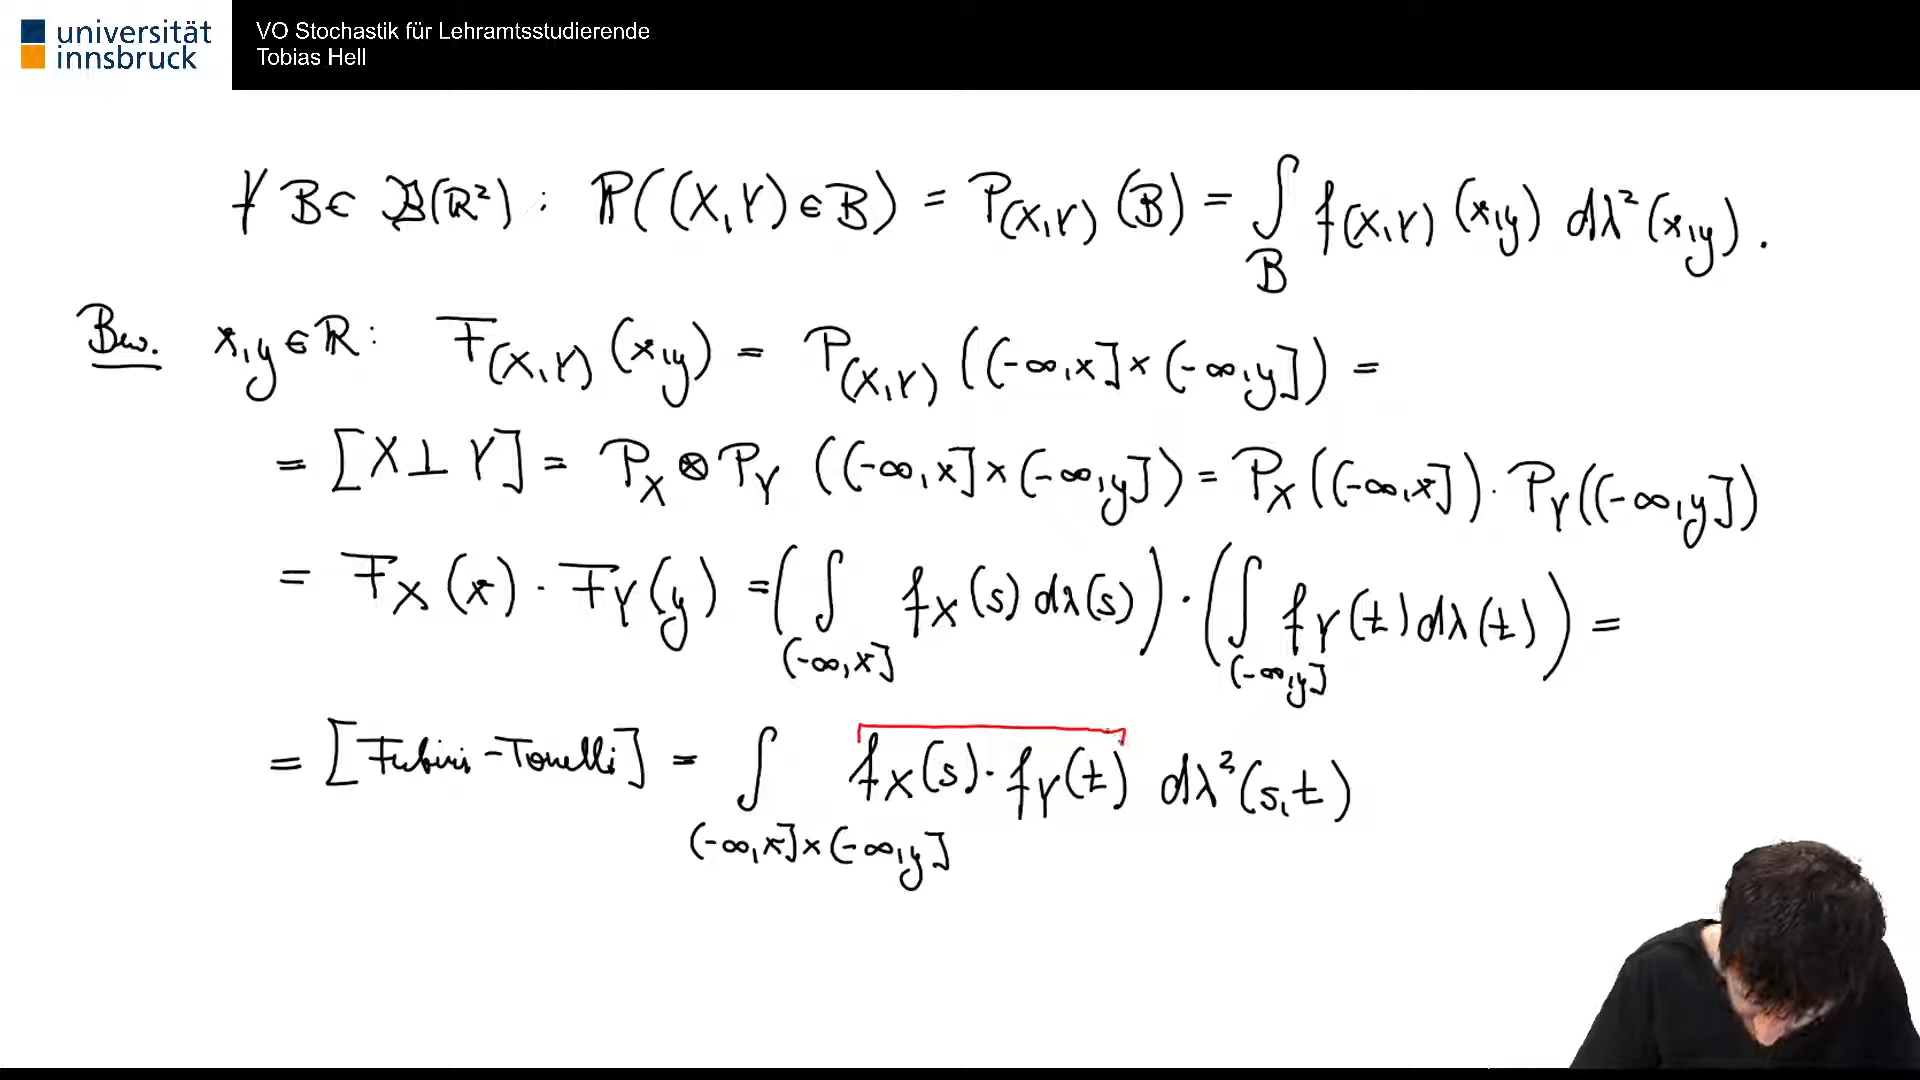 universität
innsbruck
VO Stochastik für Lehramtsstudierende
Tobias Hell
∀ B ∈ 𝔅(ℝ²) : ℙ((X,Y) ∈ B) = P_(X,Y) (B) = ∫_B f_(X,Y) (x,y) dλ²(x,y).
Bew. x,y ∈ ℝ: F_(X,Y) (x,y) = P_(X,Y) ((-∞,x] × (-∞,y]) =
= [X ⊥ Y] = P_X ⊗ P_Y ((-∞,x] × (-∞,y]) = P_X((-∞,x]) · P_Y((-∞,y])
= F_X(x) · F_Y(y) = (∫_(-∞,x] f_X(s) dλ(s)) · (∫_(-∞,y] f_Y(t) dλ(t)) =
= [Fubini-Tonelli] = ∫_(-∞,x]×(-∞,y] f_X(s) · f_Y(t) dλ²(s,t)